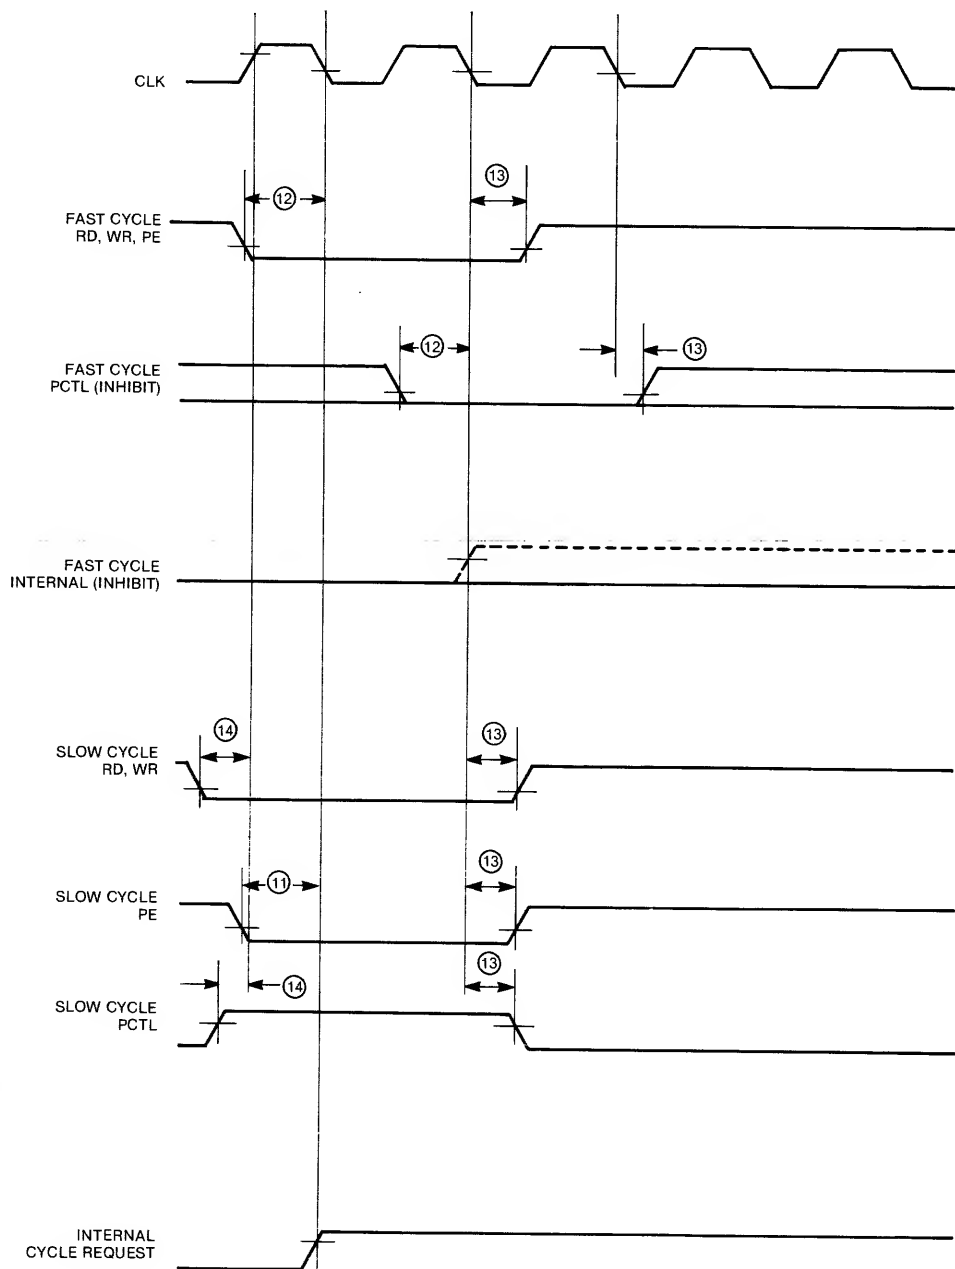 CLK
⑫
⑬
FAST CYCLE
RD, WR, PE
⑫
⑬
FAST CYCLE
PCTL (INHIBIT)
FAST CYCLE
INTERNAL (INHIBIT)
⑭
⑬
SLOW CYCLE
RD, WR
⑪
⑬
SLOW CYCLE
PE
⑭
⑬
SLOW CYCLE
PCTL
INTERNAL
CYCLE REQUEST